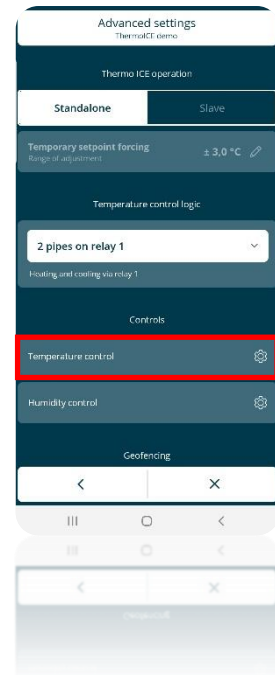 Advanced settings
ThermoICE demo
Thermo ICE operation
Standalone
Slave
Temporary setpoint forcing
Range of adjustment
± 3,0 °C
Temperature control logic
2 pipes on relay 1
Heating and cooling via relay 1
Controls
Temperature control
Humidity control
Geofencing